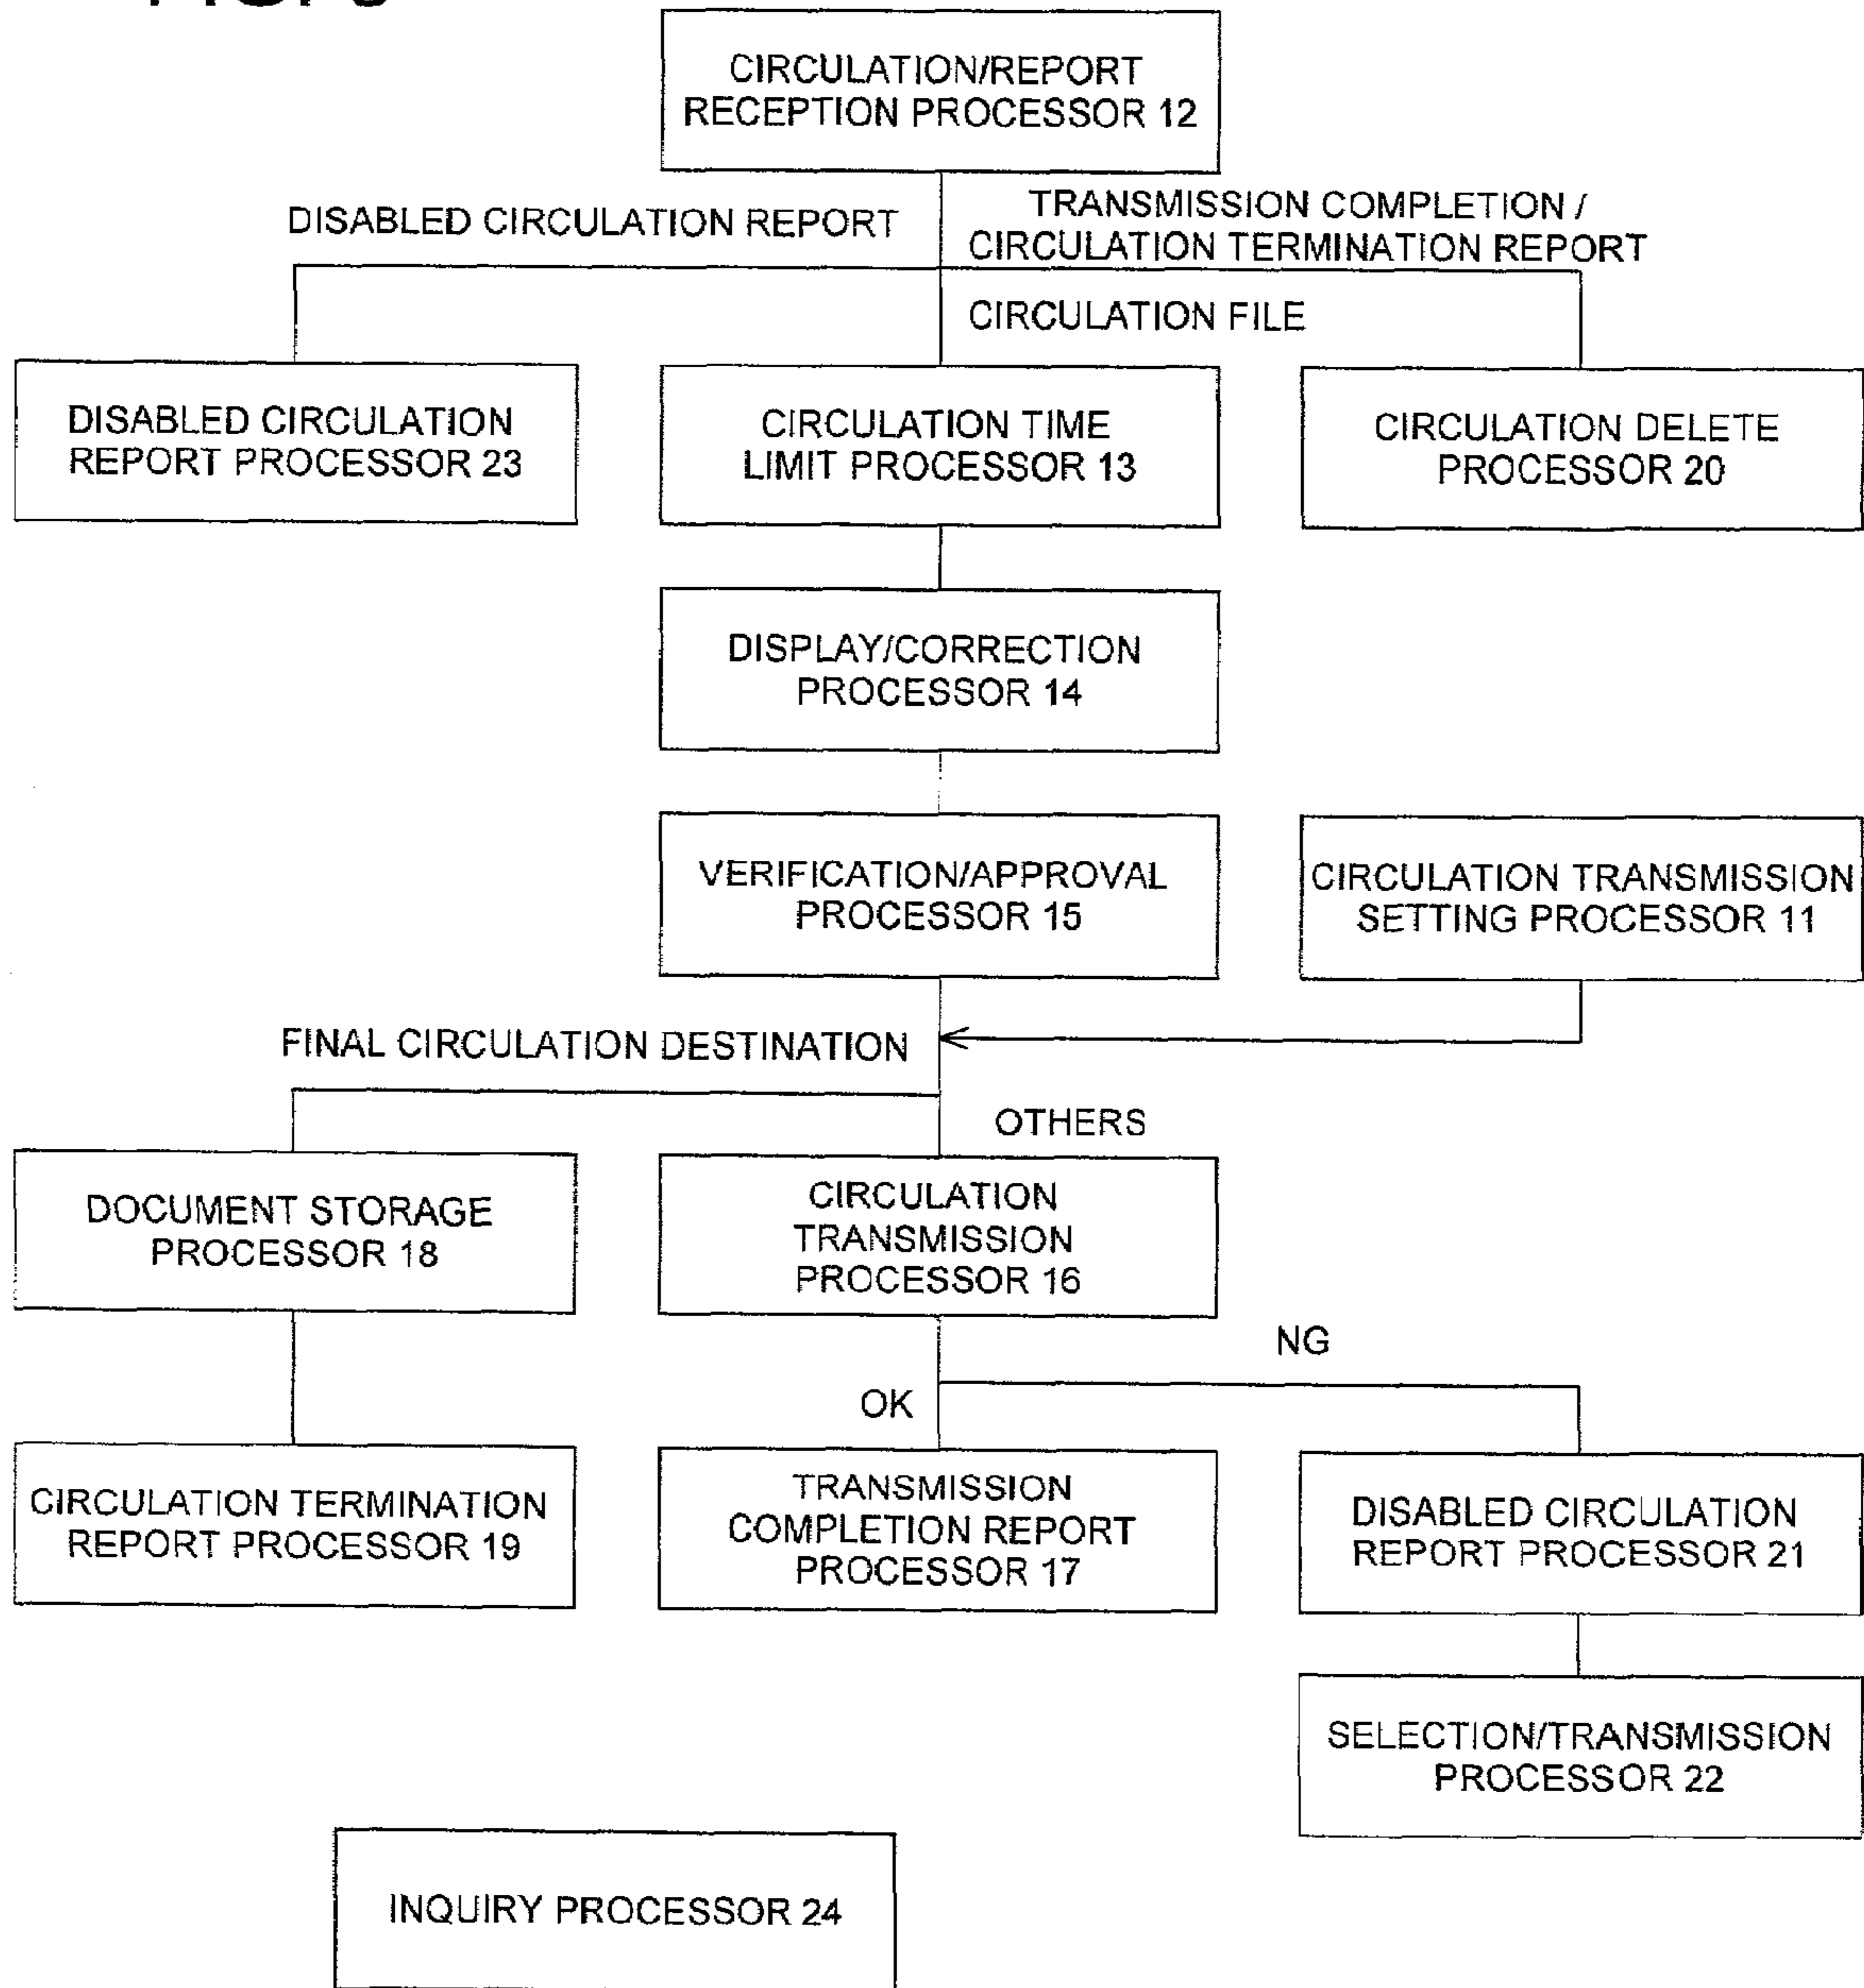 CIRCULATION/REPORT
RECEPTION PROCESSOR 12
DISABLED CIRCULATION REPORT
TRANSMISSION COMPLETION /
CIRCULATION TERMINATION REPORT
CIRCULATION FILE
DISABLED CIRCULATION
REPORT PROCESSOR 23
CIRCULATION TIME
LIMIT PROCESSOR 13
CIRCULATION DELETE
PROCESSOR 20
DISPLAY/CORRECTION
PROCESSOR 14
VERIFICATION/APPROVAL
PROCESSOR 15
CIRCULATION TRANSMISSION
SETTING PROCESSOR 11
FINAL CIRCULATION DESTINATION
OTHERS
DOCUMENT STORAGE
PROCESSOR 18
CIRCULATION
TRANSMISSION
PROCESSOR 16
NG
OK
CIRCULATION TERMINATION
REPORT PROCESSOR 19
TRANSMISSION
COMPLETION REPORT
PROCESSOR 17
DISABLED CIRCULATION
REPORT PROCESSOR 21
SELECTION/TRANSMISSION
PROCESSOR 22
INQUIRY PROCESSOR 24